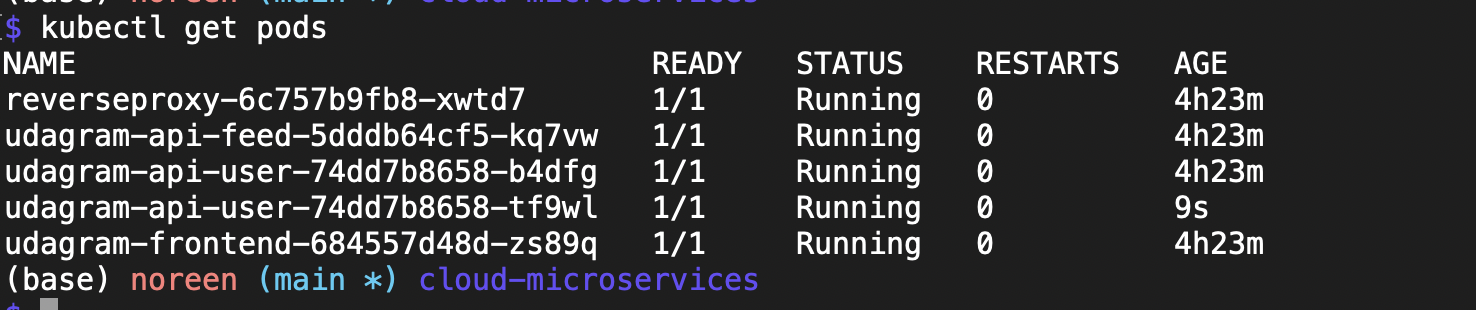 (base) noreen (main *) cloud-microservices
$ kubectl get pods
NAME READY STATUS RESTARTS AGE
reverseproxy-6c757b9fb8-xwtd7 1/1 Running 0 4h23m
udagram-api-feed-5dddb64cf5-kq7vw 1/1 Running 0 4h23m
udagram-api-user-74dd7b8658-b4dfg 1/1 Running 0 4h23m
udagram-api-user-74dd7b8658-tf9wl 1/1 Running 0 9s
udagram-frontend-684557d48d-zs89q 1/1 Running 0 4h23m
(base) noreen (main *) cloud-microservices
$